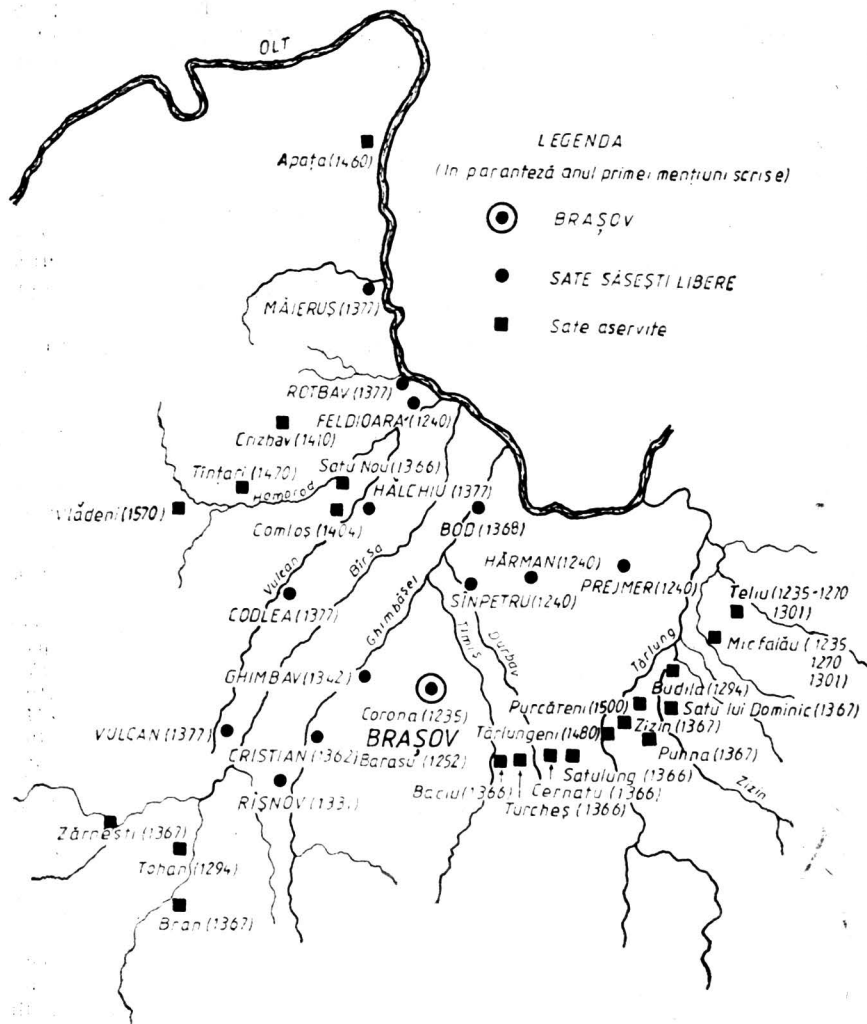 OLT
LEGENDA
(In paranteză anul primei mențiuni scrise)
BRAȘOV
SATE SĂSEȘTI LIBERE
Sate aservite
Apața (1460)
MĂIERUȘ (1377)
ROTBAV (1377)
FELDIOARA (1240)
Crizbav (1410)
Satu Nou (1366)
Homorod
HĂLCHIU (1377)
Vlădeni (1570)
Comloș (1404)
BOD (1368)
Bîrsa
Vulcan
HĂRMAN (1240)
PREJMER (1240)
SÎNPETRU (1240)
Teliu (1235-1270
1301)
CODLEA (1377)
Ghimbășel
Timiș
Durbav
Tărlung
Micfalău (1235
1270
1301)
GHIMBAV (1342)
Budila (1294)
Corona (1235)
Purcăreni (1500)
Satu lui Dominic (1367)
VULCAN (1377)
BRAȘOV
Tărlungeni (1480)
Zizin (1367)
CRISTIAN (1362)
Barasu (1252)
Puhna (1367)
Satulung (1366)
Zizin
RÎȘNOV
Baciu (1366)
Cernatu (1366)
Turcheș (1366)
Zărnești (1367)
Tohan (1294)
Bran (1367)